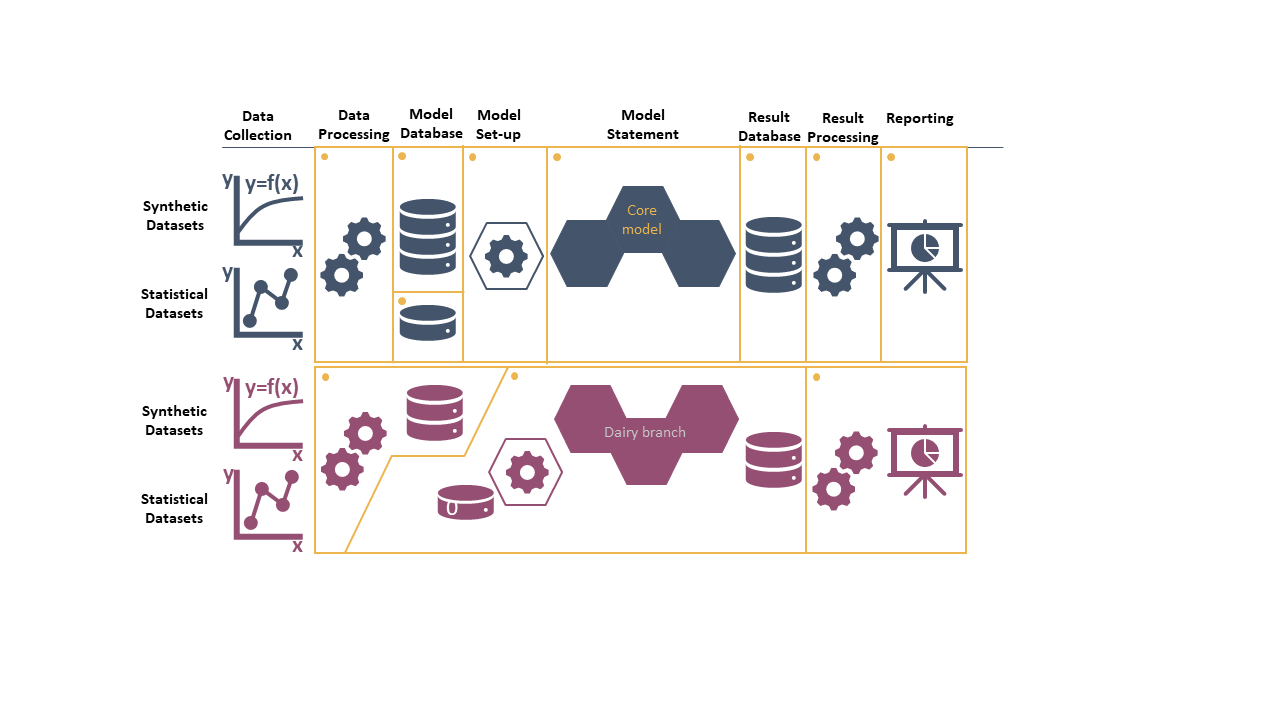 Data
Collection
Data
Processing
Model
Database
Model
Set-up
Model
Statement
Result
Database
Result
Processing
Reporting
Synthetic
Datasets
y
y=f(x)
x
Core
model
Statistical
Datasets
y
x
Synthetic
Datasets
y
y=f(x)
x
Dairy branch
Statistical
Datasets
y
x
0